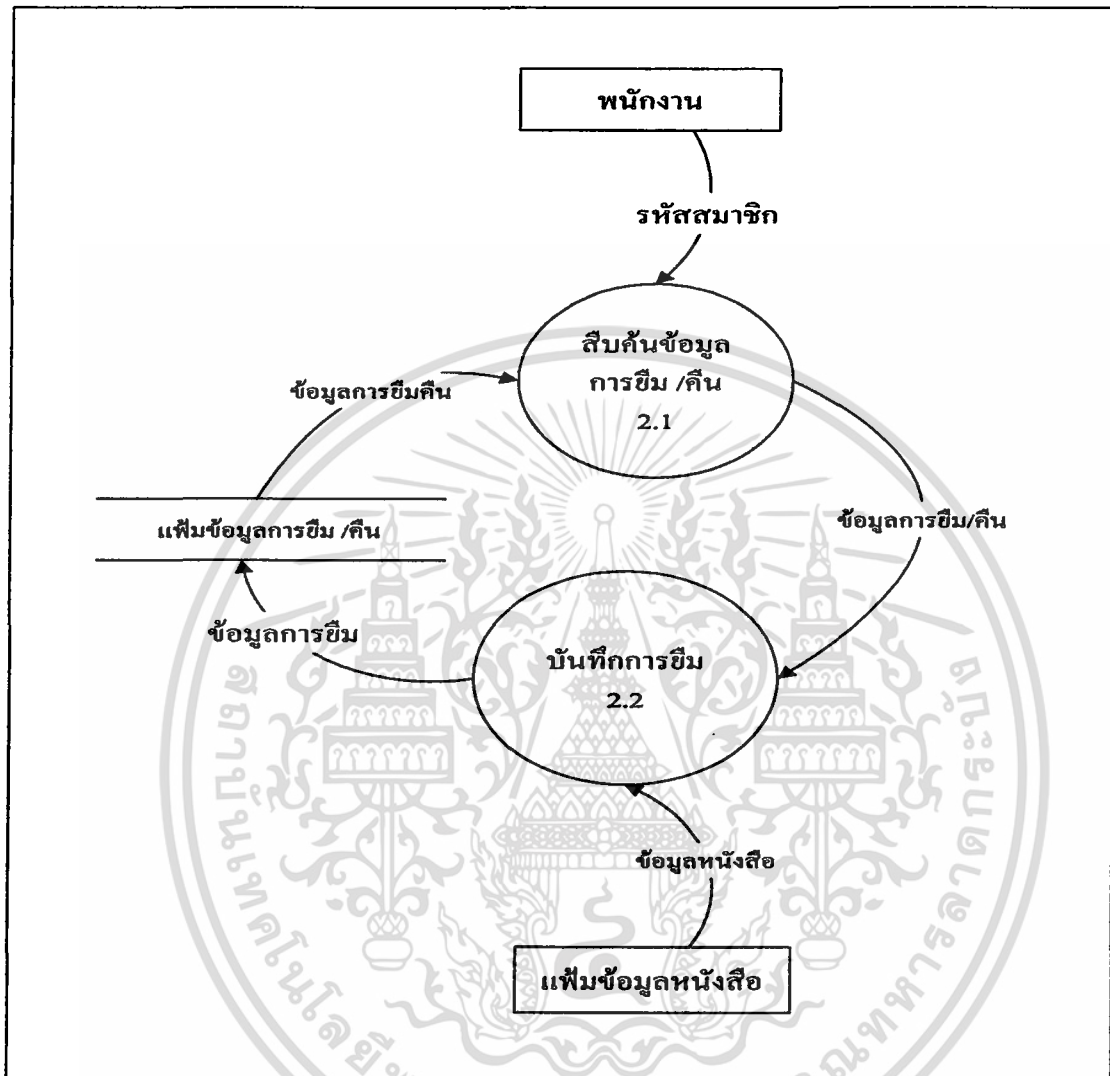 พนักงาน
รหัสสมาชิก
สืบค้นข้อมูล
การยืม /คืน
2.1
ข้อมูลการยืมคืน
แฟ้มข้อมูลการยืม /คืน
ข้อมูลการยืม/คืน
ข้อมูลการยืม
บันทึกการยืม
2.2
ข้อมูลหนังสือ
แฟ้มข้อมูลหนังสือ